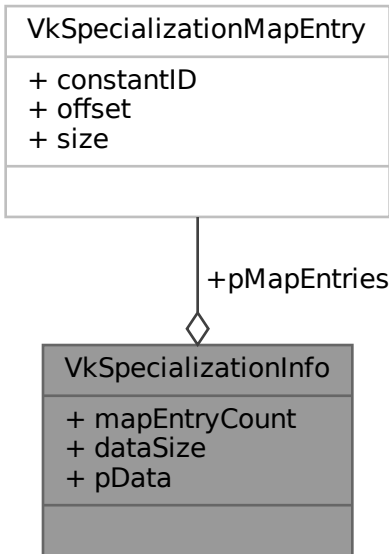 VkSpecializationMapEntry
+ constantID
+ offset
+ size
+pMapEntries
VkSpecializationInfo
+ mapEntryCount
+ dataSize
+ pData